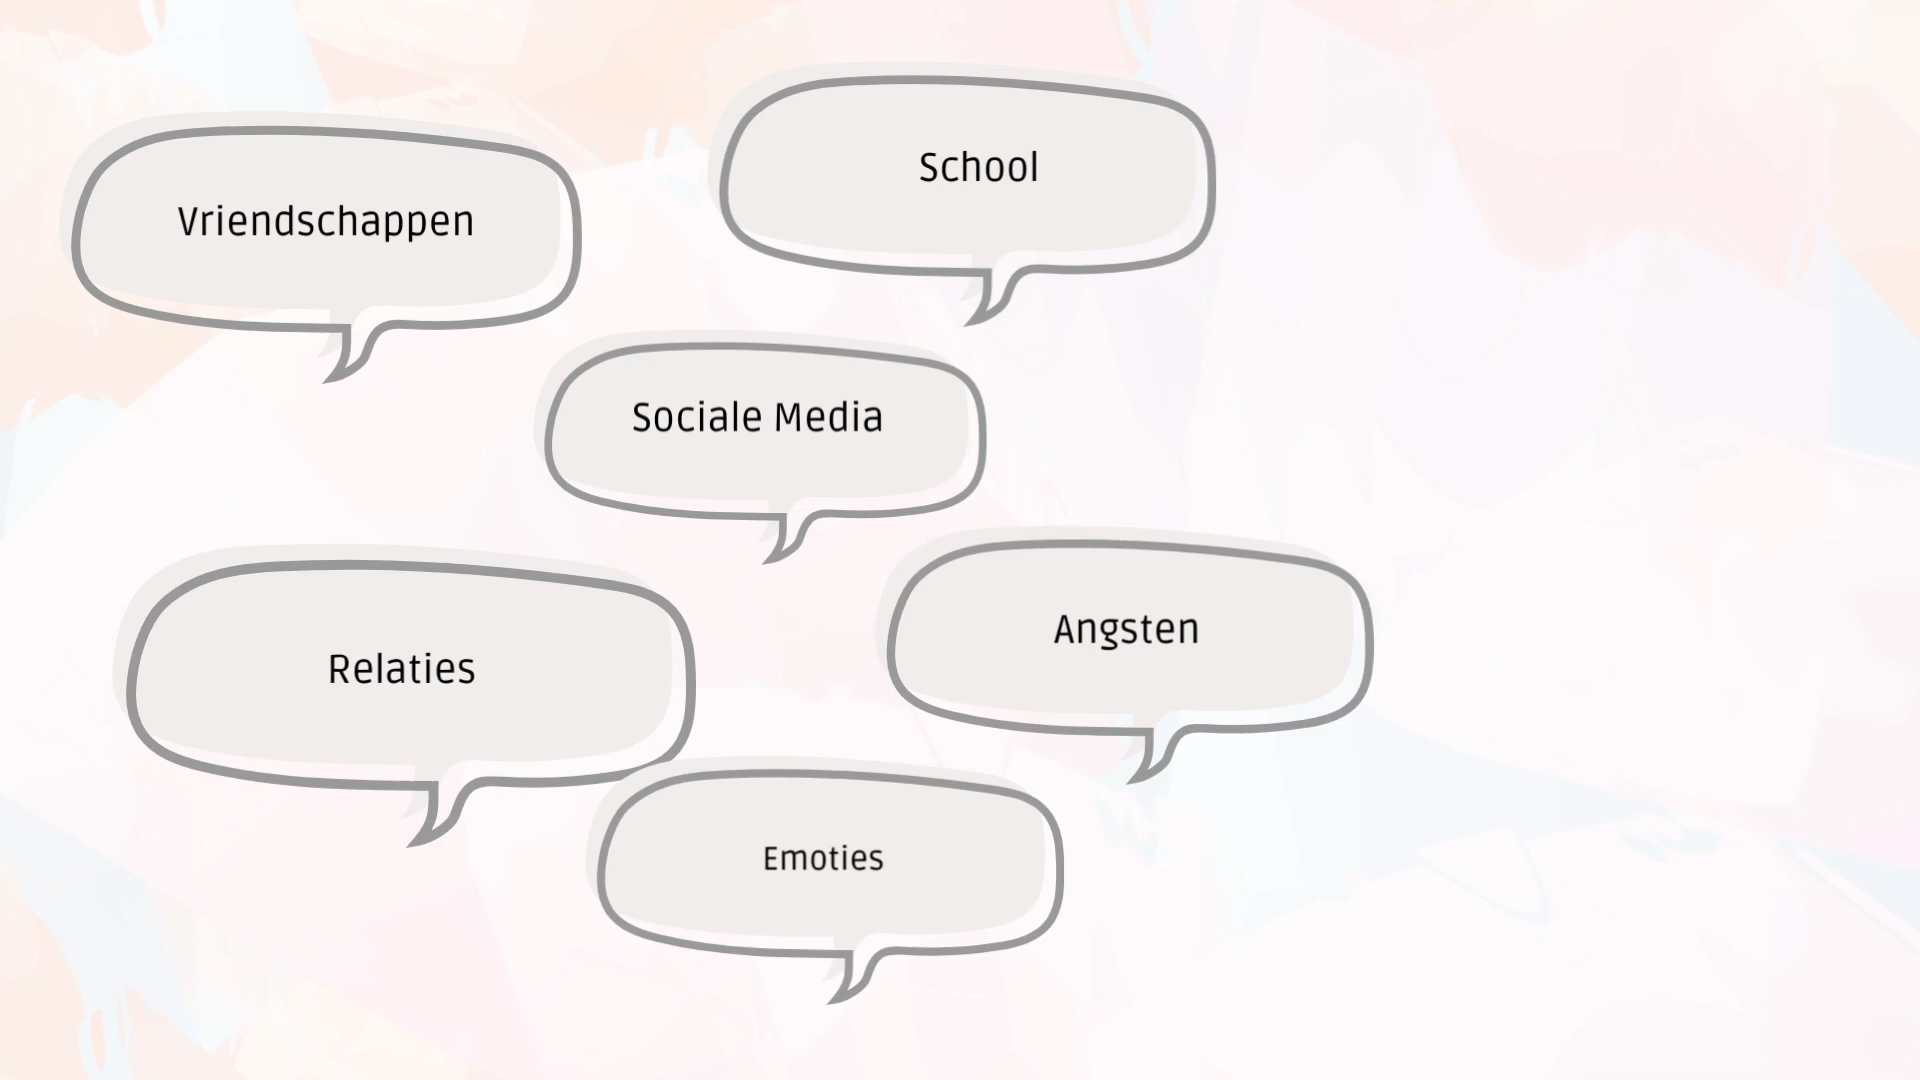 School
Vriendschappen
Sociale Media
Angsten
Relaties
Emoties